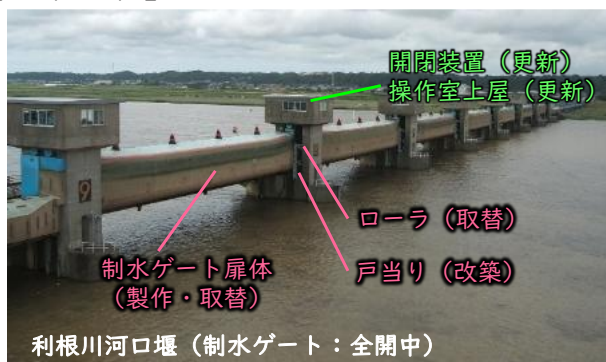 開閉装置（更新）
操作室上屋（更新）
9
ローラ（取替）
制水ゲート扉体
（製作・取替）
戸当り（改築）
利根川河口堰（制水ゲート：全開中）